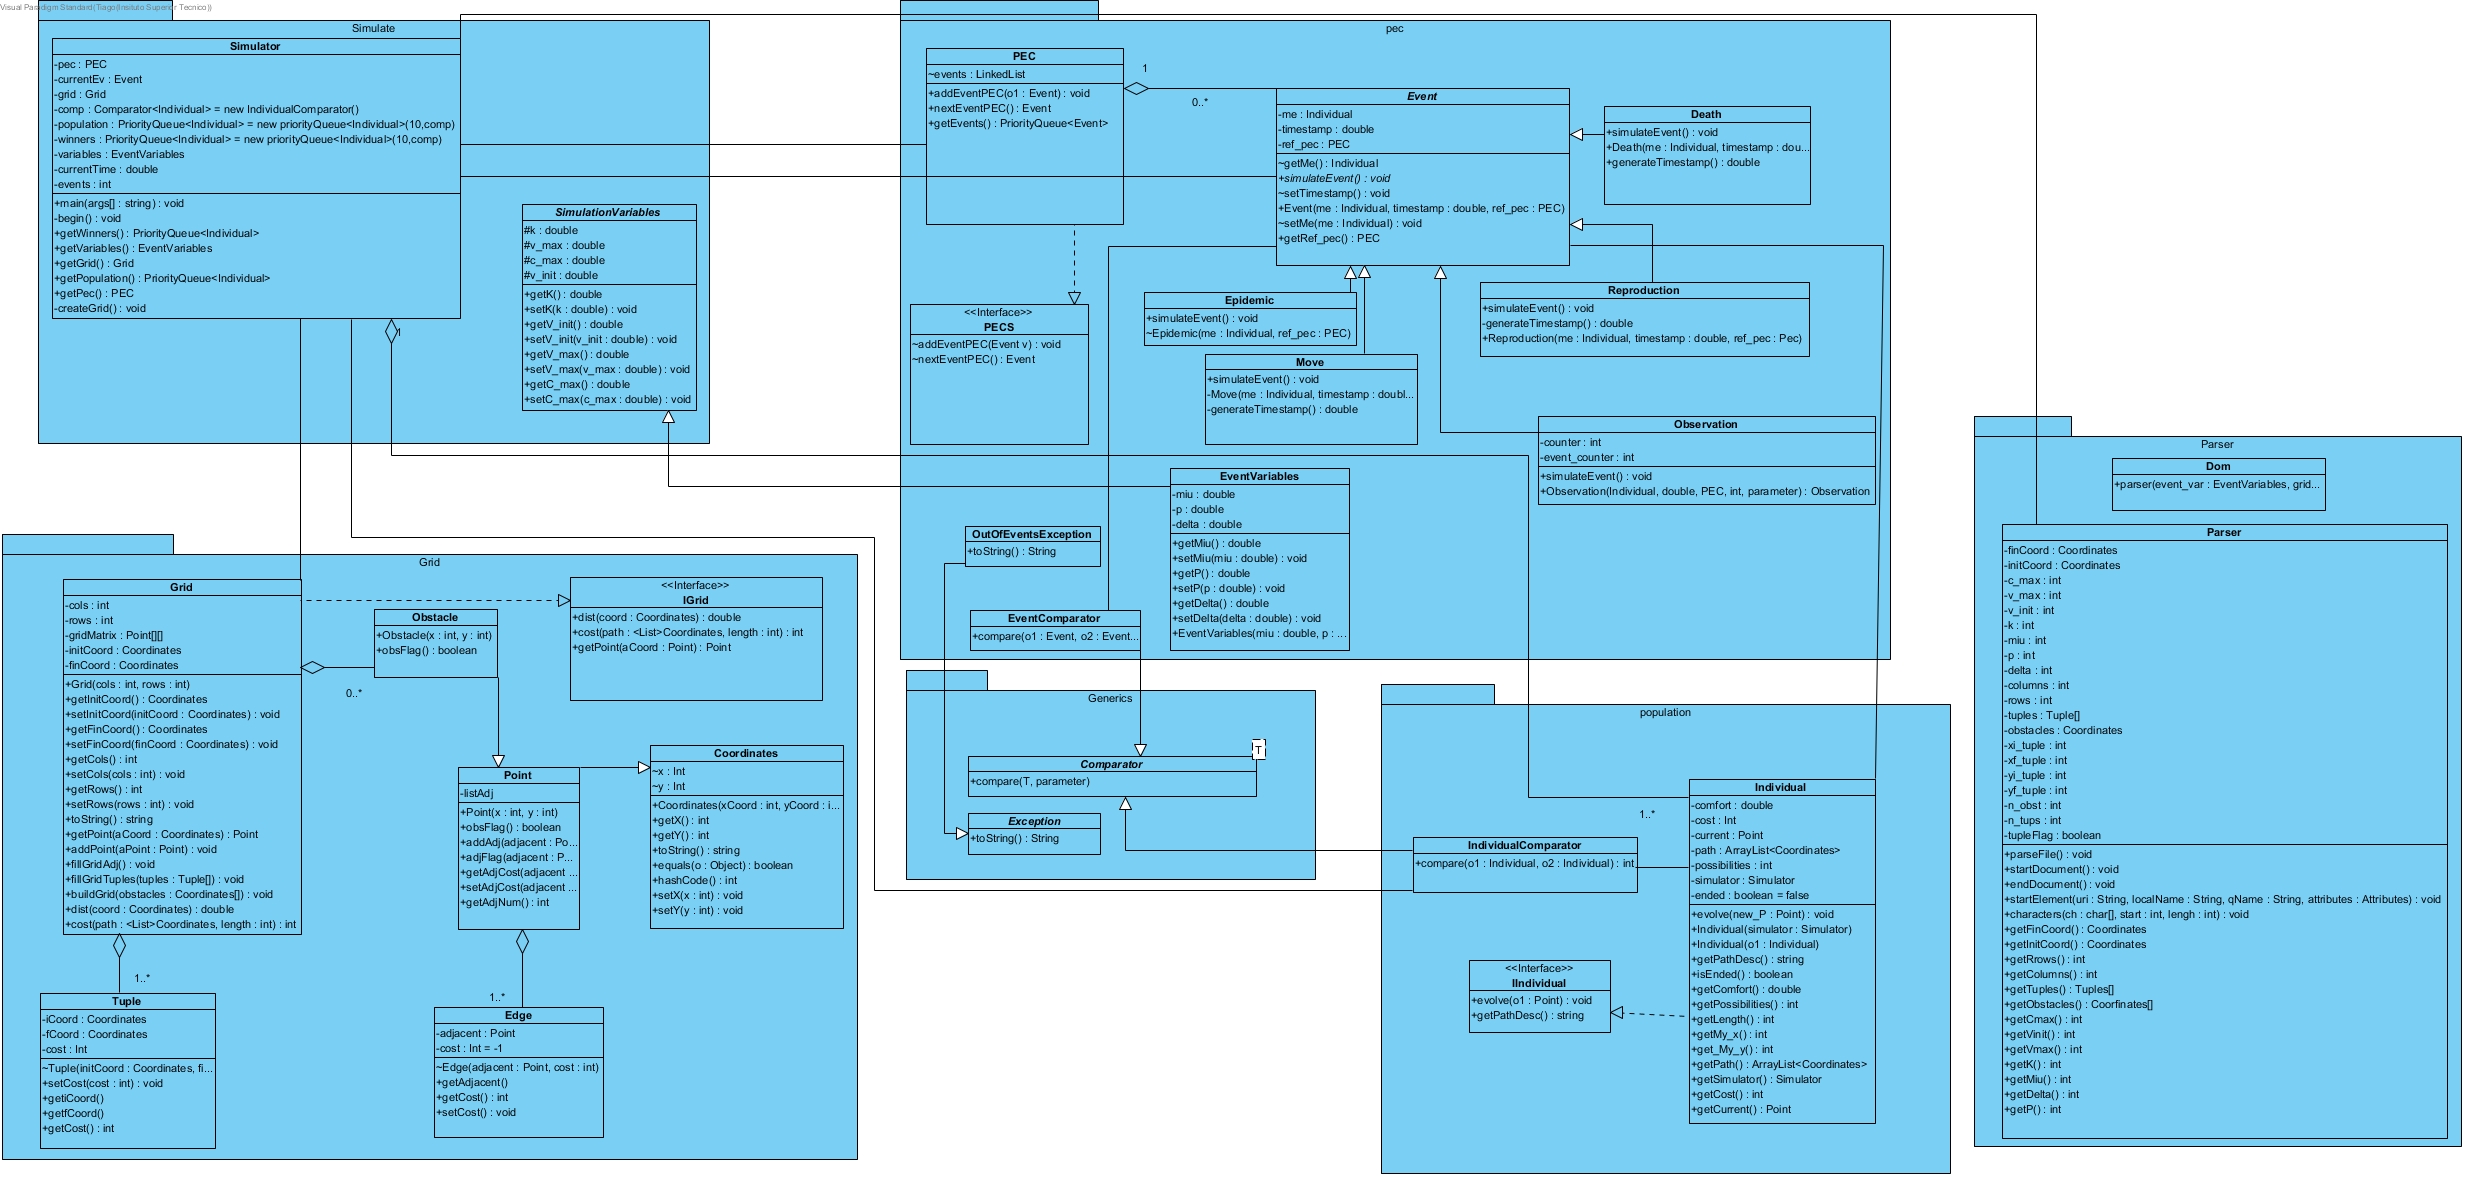 Visual Paradigm Standard(Tiago(Insituto Superior Tecnico))
Simulate
Simulator
-pec : PEC
-currentEv : Event
-grid : Grid
-comp : Comparator<Individual> = new IndividualComparator()
-population : PriorityQueue<Individual> = new priorityQueue<Individual>(10,comp)
-winners : PriorityQueue<Individual> = new priorityQueue<Individual>(10,comp)
-variables : EventVariables
-currentTime : double
-events : int
+main(args[] : string) : void
-begin() : void
+getWinners() : PriorityQueue<Individual>
+getVariables() : EventVariables
+getGrid() : Grid
+getPopulation() : PriorityQueue<Individual>
+getPec() : PEC
-createGrid() : void
1
SimulationVariables
#k : double
#v_max : double
#c_max : double
#v_init : double
+getK() : double
+setK(k : double) : void
+getV_init() : double
+setV_init(v_init : double) : void
+getV_max() : double
+setV_max(v_max : double) : void
+getC_max() : double
+setC_max(c_max : double) : void
pec
PEC
~events : LinkedList
+addEventPEC(o1 : Event) : void
+nextEventPEC() : Event
+getEvents() : PriorityQueue<Event>
1
0..*
Event
-me : Individual
-timestamp : double
-ref_pec : PEC
~getMe() : Individual
+simulateEvent() : void
~setTimestamp() : void
+Event(me : Individual, timestamp : double, ref_pec : PEC)
~setMe(me : Individual) : void
+getRef_pec() : PEC
Death
+simulateEvent() : void
+Death(me : Individual, timestamp : dou...
+generateTimestamp() : double
<<Interface>>
PECS
~addEventPEC(Event v) : void
~nextEventPEC() : Event
Epidemic
+simulateEvent() : void
~Epidemic(me : Individual, ref_pec : PEC)
Move
+simulateEvent() : void
-Move(me : Individual, timestamp : doubl...
-generateTimestamp() : double
Reproduction
+simulateEvent() : void
-generateTimestamp() : double
+Reproduction(me : Individual, timestamp : double, ref_pec : Pec)
Observation
-counter : int
-event_counter : int
+simulateEvent() : void
+Observation(Individual, double, PEC, int, parameter) : Observation
EventVariables
-miu : double
-p : double
-delta : double
+getMiu() : double
+setMiu(miu : double) : void
+getP() : double
+setP(p : double) : void
+getDelta() : double
+setDelta(delta : double) : void
+EventVariables(miu : double, p : ...
OutOfEventsException
+toString() : String
EventComparator
+compare(o1 : Event, o2 : Event...
Grid
Grid
-cols : int
-rows : int
-gridMatrix : Point[][]
-initCoord : Coordinates
-finCoord : Coordinates
+Grid(cols : int, rows : int)
+getInitCoord() : Coordinates
+setInitCoord(initCoord : Coordinates) : void
+getFinCoord() : Coordinates
+setFinCoord(finCoord : Coordinates) : void
+getCols() : int
+setCols(cols : int) : void
+getRows() : int
+setRows(rows : int) : void
+toString() : string
+getPoint(aCoord : Coordinates) : Point
+addPoint(aPoint : Point) : void
+fillGridAdj() : void
+fillGridTuples(tuples : Tuple[]) : void
+buildGrid(obstacles : Coordinates[]) : void
+dist(coord : Coordinates) : double
+cost(path : <List>Coordinates, length : int) : int
Obstacle
+Obstacle(x : int, y : int)
+obsFlag() : boolean
0..*
<<Interface>>
IGrid
+dist(coord : Coordinates) : double
+cost(path : <List>Coordinates, length : int) : int
+getPoint(aCoord : Point) : Point
Point
-listAdj
+Point(x : int, y : int)
+obsFlag() : boolean
+addAdj(adjacent : Po...
+adjFlag(adjacent : P...
+getAdjCost(adjacent ...
+setAdjCost(adjacent ...
+getAdjNum() : int
Coordinates
~x : Int
~y : Int
+Coordinates(xCoord : int, yCoord : i...
+getX() : int
+getY() : int
+toString() : string
+equals(o : Object) : boolean
+hashCode() : int
+setX(x : int) : void
+setY(y : int) : void
1..*
Tuple
-iCoord : Coordinates
-fCoord : Coordinates
-cost : Int
~Tuple(initCoord : Coordinates, fi...
+setCost(cost : int) : void
+getiCoord()
+getfCoord()
+getCost() : int
1..*
Edge
-adjacent : Point
-cost : Int = -1
~Edge(adjacent : Point, cost : int)
+getAdjacent()
+getCost() : int
+setCost() : void
Generics
T
Comparator
+compare(T, parameter)
Exception
+toString() : String
population
1..*
IndividualComparator
+compare(o1 : Individual, o2 : Individual) : int
<<Interface>>
IIndividual
+evolve(o1 : Point) : void
+getPathDesc() : string
Individual
-comfort : double
-cost : Int
-current : Point
-path : ArrayList<Coordinates>
-possibilities : int
-simulator : Simulator
-ended : boolean = false
+evolve(new_P : Point) : void
+Individual(simulator : Simulator)
+Individual(o1 : Individual)
+getPathDesc() : string
+isEnded() : boolean
+getComfort() : double
+getPossibilities() : int
+getLength() : int
+getMy_x() : int
+get_My_y() : int
+getPath() : ArrayList<Coordinates>
+getSimulator() : Simulator
+getCost() : int
+getCurrent() : Point
Parser
Dom
+parser(event_var : EventVariables, grid...
Parser
-finCoord : Coordinates
-initCoord : Coordinates
-c_max : int
-v_max : int
-v_init : int
-k : int
-miu : int
-p : int
-delta : int
-columns : int
-rows : int
-tuples : Tuple[]
-obstacles : Coordinates
-xi_tuple : int
-xf_tuple : int
-yi_tuple : int
-yf_tuple : int
-n_obst : int
-n_tups : int
-tupleFlag : boolean
+parseFile() : void
+startDocument() : void
+endDocument() : void
+startElement(uri : String, localName : String, qName : String, attributes : Attributes) : void
+characters(ch : char[], start : int, lengh : int) : void
+getFinCoord() : Coordinates
+getInitCoord() : Coordinates
+getRrows() : int
+getColumns() : int
+getTuples() : Tuples[]
+getObstacles() : Coorfinates[]
+getCmax() : int
+getVinit() : int
+getVmax() : int
+getK() : int
+getMiu() : int
+getDelta() : int
+getP() : int